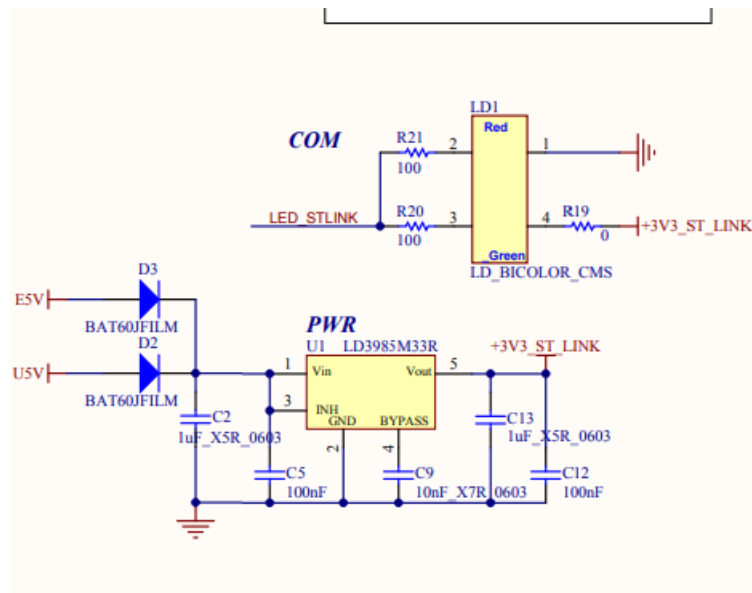 LD1
Red
COM
R21
2
1
100
LED_STLINK
R20
3
4
R19
+3V3_ST_LINK
100
0
_Green
LD_BICOLOR_CMS
D3
E5V
BAT60JFILM
PWR
D2
U1
LD3985M33R
+3V3_ST_LINK
U5V
1
Vin
Vout
5
BAT60JFILM
3
INH
GND
BYPASS
C2
1uF_X5R_0603
C13
1uF_X5R_0603
2
4
C5
100nF
C9
10nF_X7R_0603
C12
100nF